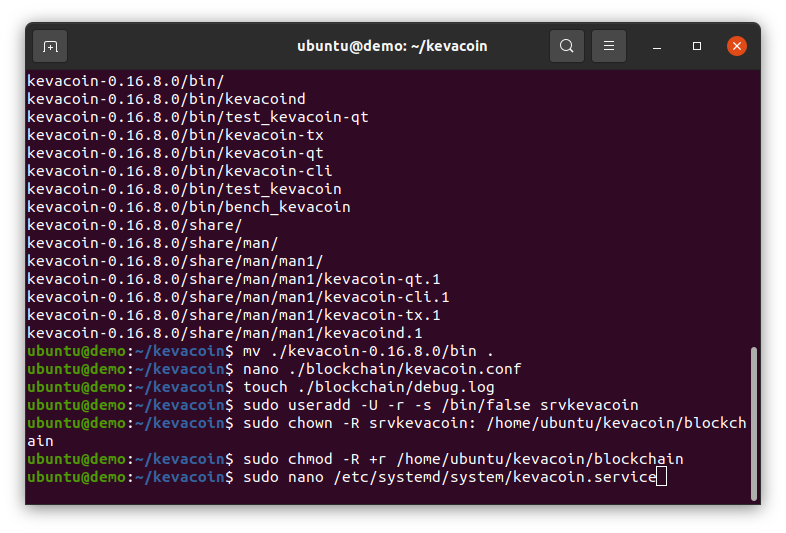 ubuntu@demo: ~/kevacoin
kevacoin-0.16.8.0/bin/
kevacoin-0.16.8.0/bin/kevacoind
kevacoin-0.16.8.0/bin/test_kevacoin-qt
kevacoin-0.16.8.0/bin/kevacoin-tx
kevacoin-0.16.8.0/bin/kevacoin-qt
kevacoin-0.16.8.0/bin/kevacoin-cli
kevacoin-0.16.8.0/bin/test_kevacoin
kevacoin-0.16.8.0/bin/bench_kevacoin
kevacoin-0.16.8.0/share/
kevacoin-0.16.8.0/share/man/
kevacoin-0.16.8.0/share/man/man1/
kevacoin-0.16.8.0/share/man/man1/kevacoin-qt.1
kevacoin-0.16.8.0/share/man/man1/kevacoin-cli.1
kevacoin-0.16.8.0/share/man/man1/kevacoin-tx.1
kevacoin-0.16.8.0/share/man/man1/kevacoind.1
ubuntu@demo:~/kevacoin$ mv ./kevacoin-0.16.8.0/bin .
ubuntu@demo:~/kevacoin$ nano ./blockchain/kevacoin.conf
ubuntu@demo:~/kevacoin$ touch ./blockchain/debug.log
ubuntu@demo:~/kevacoin$ sudo useradd -U -r -s /bin/false srvkevacoin
ubuntu@demo:~/kevacoin$ sudo chown -R srvkevacoin: /home/ubuntu/kevacoin/blockch
ain
ubuntu@demo:~/kevacoin$ sudo chmod -R +r /home/ubuntu/kevacoin/blockchain
ubuntu@demo:~/kevacoin$ sudo nano /etc/systemd/system/kevacoin.service